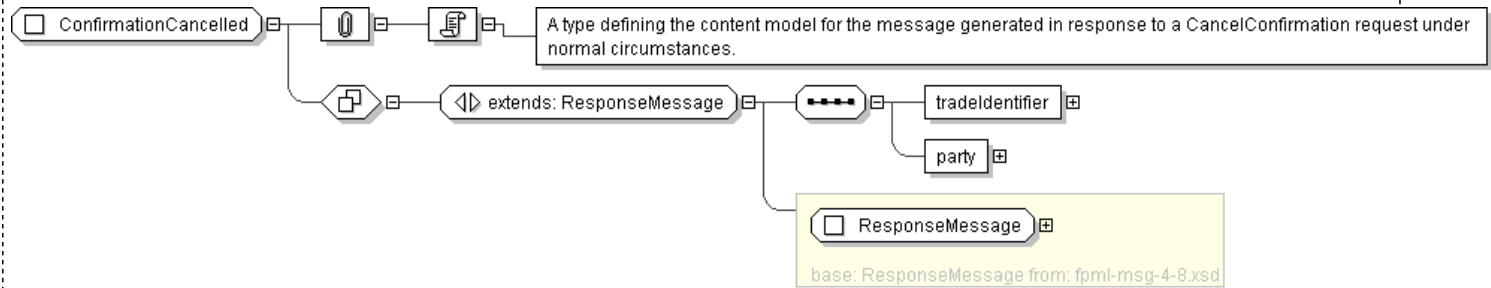 ConfirmationCancelled
A type defining the content model for the message generated in response to a CancelConfirmation request under
normal circumstances.
extends: ResponseMessage
tradeIdentifier
party
ResponseMessage
base: ResponseMessage from: fpml-msg-4-8.xsd